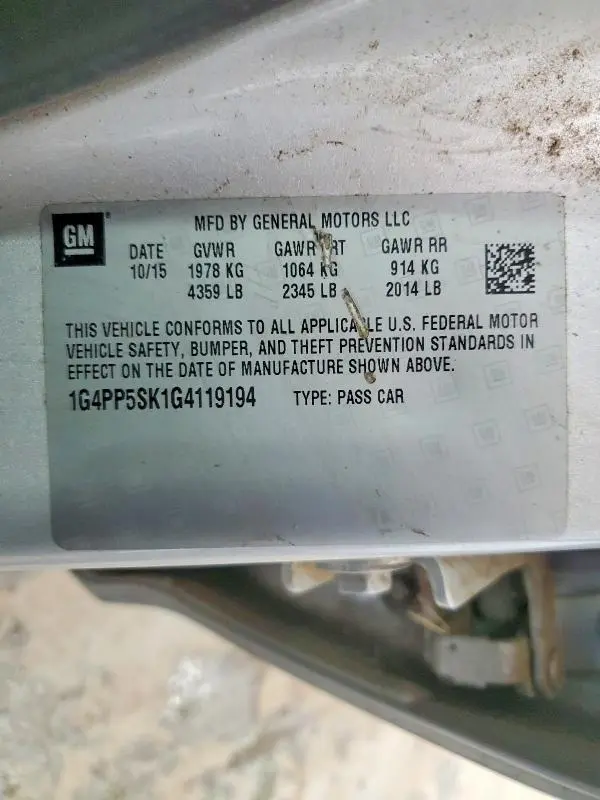 GM
MFD BY GENERAL MOTORS LLC
DATE GVWR GAWR FRT GAWR RR
10/15 1978 KG 1064 KG 914 KG
4359 LB 2345 LB 2014 LB
THIS VEHICLE CONFORMS TO ALL APPLICABLE U.S. FEDERAL MOTOR
VEHICLE SAFETY, BUMPER, AND THEFT PREVENTION STANDARDS IN
EFFECT ON THE DATE OF MANUFACTURE SHOWN ABOVE.
1G4PP5SK1G4119194 TYPE: PASS CAR